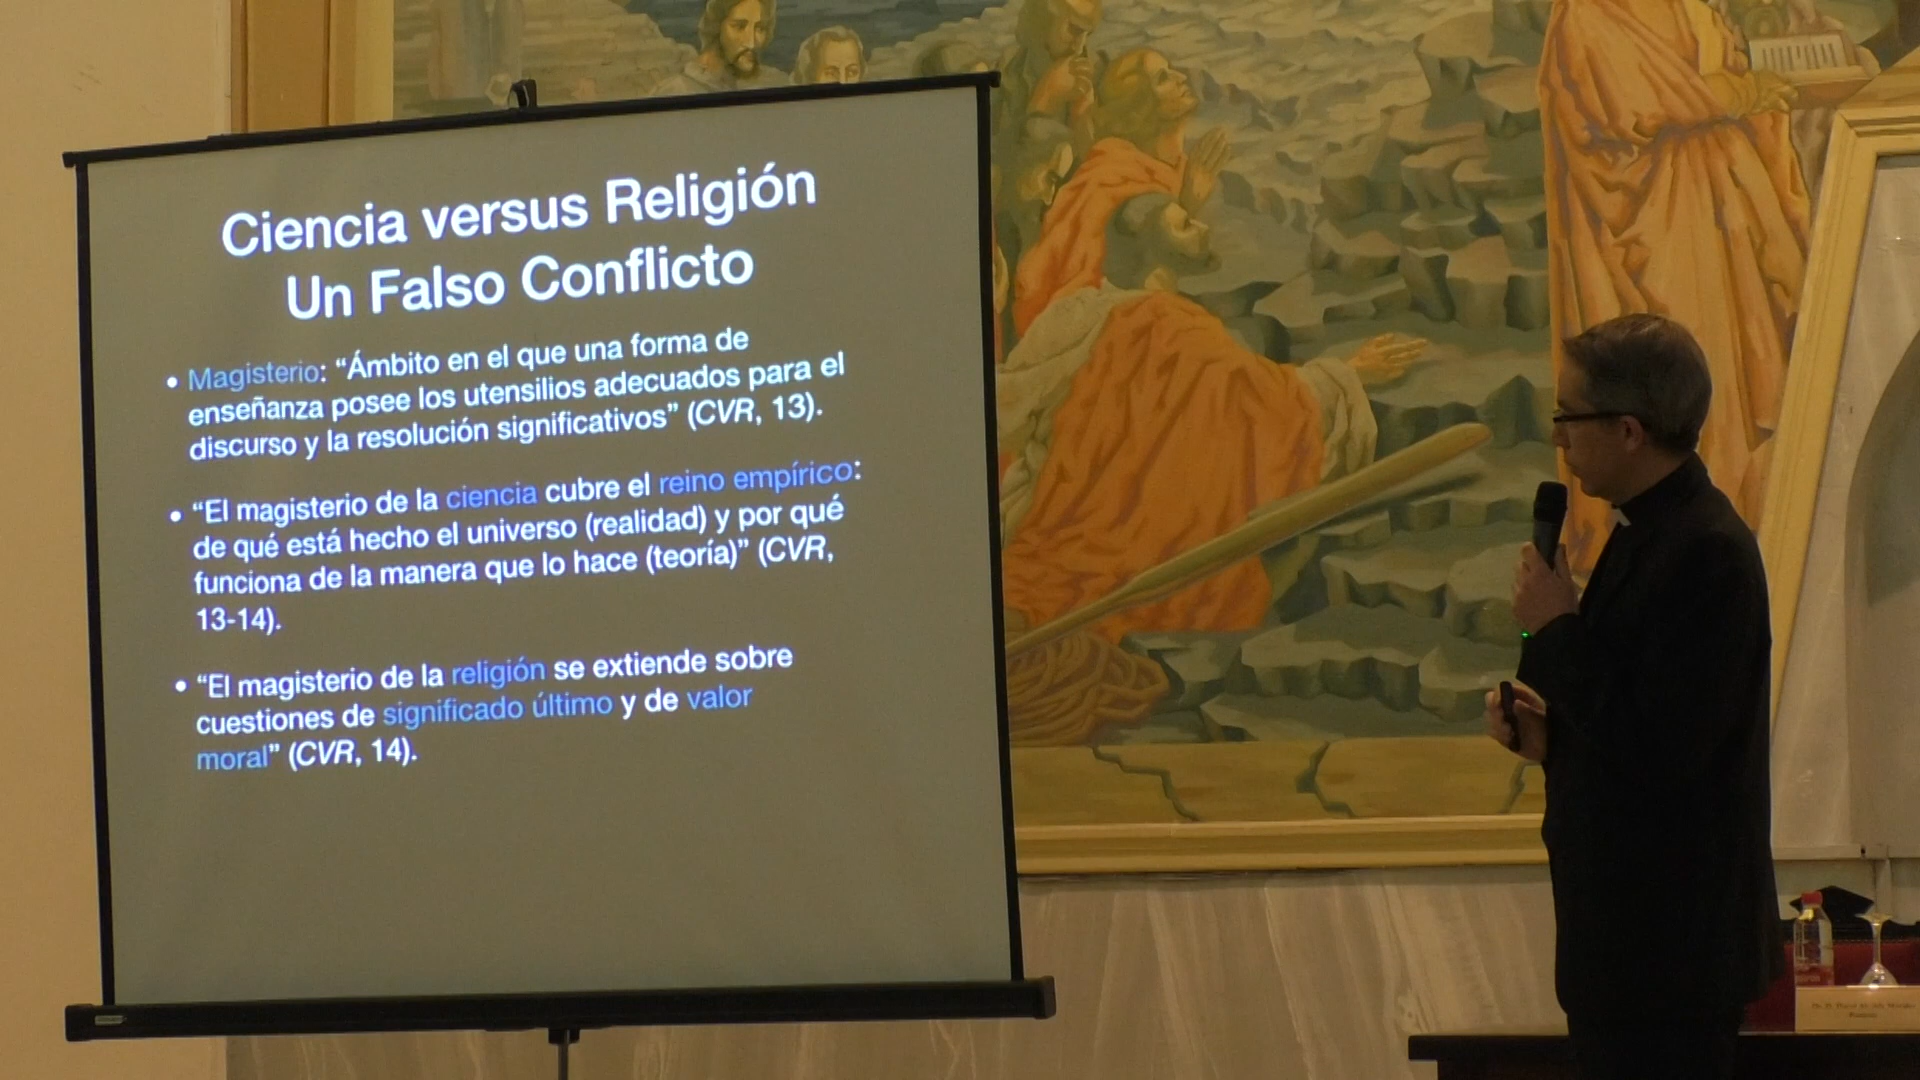 Ciencia versus Religión
Un Falso Conflicto
• Magisterio: “Ámbito en el que una forma de
enseñanza posee los utensilios adecuados para el
discurso y la resolución significativos” (CVR, 13).
• “El magisterio de la ciencia cubre el reino empírico:
de qué está hecho el universo (realidad) y por qué
funciona de la manera que lo hace (teoría)” (CVR,
13-14).
• “El magisterio de la religión se extiende sobre
cuestiones de significado último y de valor
moral” (CVR, 14).